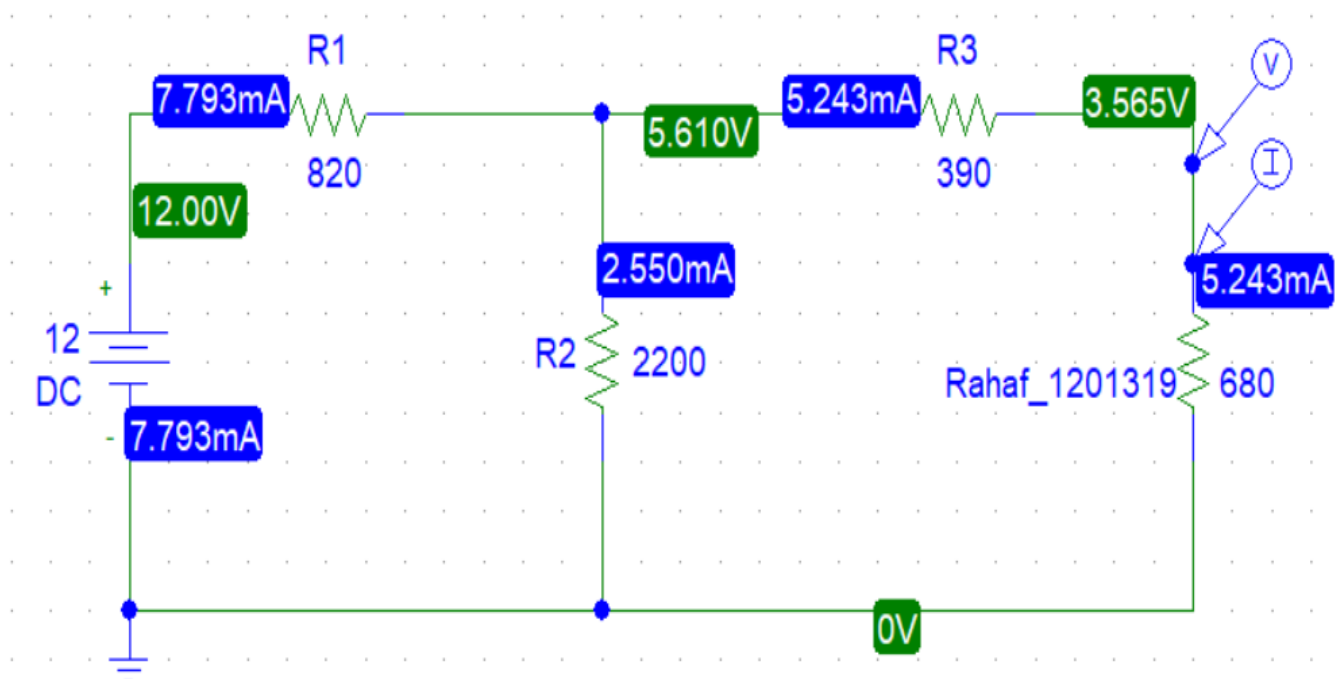 R1
R3
V
7.793mA
5.243mA
3.565V
5.610V
820
390
I
12.00V
2.550mA
5.243mA
+
12
R2
2200
DC
Rahaf_1201319
680
-
7.793mA
0V